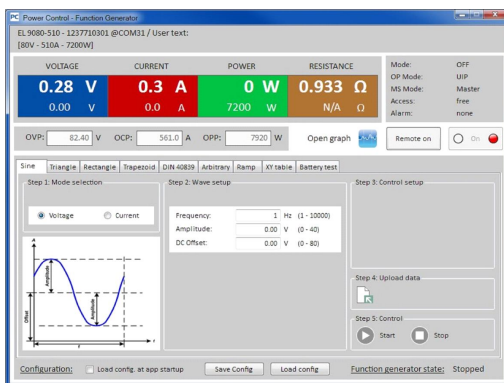 PC Power Control - Function Generator
EL 9080-510 - 1237710301 @COM31 / User text:
[80V - 510A - 7200W]
VOLTAGE CURRENT POWER RESISTANCE
0.28 V 0.3 A 0 W 0.933 Ω
0.00 V 0.0 A 7200 W N/A Ω
Mode: OFF
OP Mode: UIP
MS Mode: Master
Access: free
Alarm: none
OVP: 82.40 V OCP: 561.0 A OPP: 7920 W Open graph Remote on On
Sine Triangle Rectangle Trapezoid DIN 40839 Arbitrary Ramp XY table Battery test
Step 1: Mode selection
Voltage Current
Step 2: Wave setup
Frequency: 1 Hz (1 - 10000)
Amplitude: 0.00 V (0 - 40)
DC Offset: 0.00 V (0 - 80)
Step 3: Control setup
Step 4: Upload data
Step 5: Control
Start Stop
A
Amplitude
Amplitude
Offset
f
t
Configuration: Load config. at app startup Save Config Load config Function generator state: Stopped